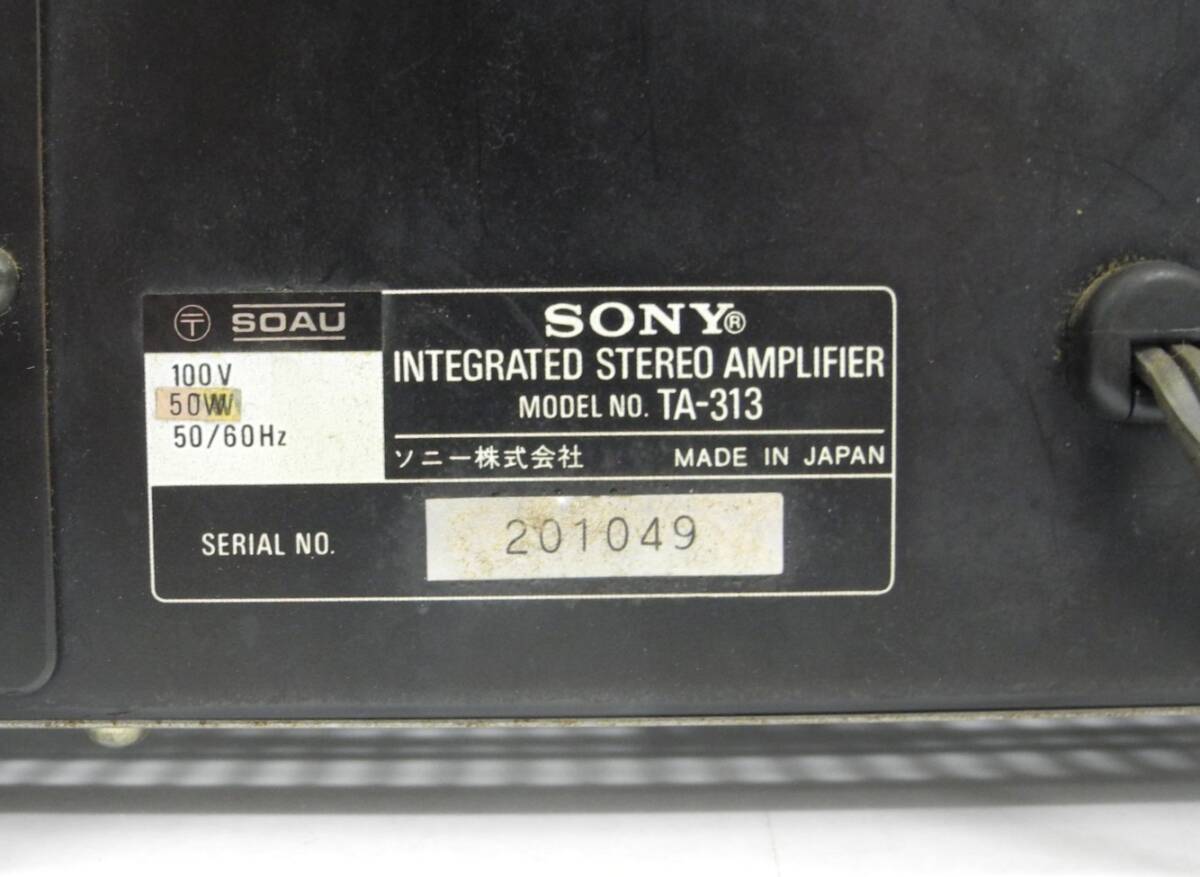 〒 SOAU
100V
50W
50/60Hz
SONY®
INTEGRATED STEREO AMPLIFIER
MODEL NO. TA-313
ソニー株式会社 MADE IN JAPAN
SERIAL NO. 201049